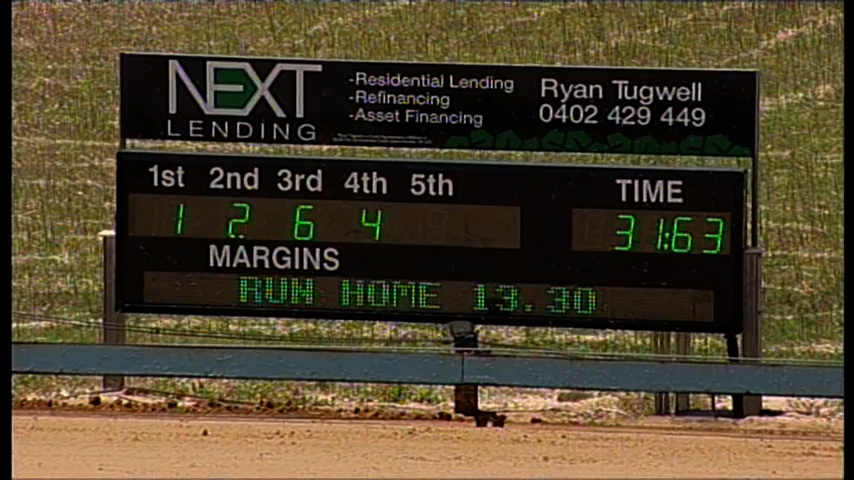 NEXT
LENDING
-Residential Lending
-Refinancing
-Asset Financing
Ryan Tugwell
0402 429 449
1st 2nd 3rd 4th 5th TIME
1 2 6 4 31:63
MARGINS
RUN HOME 13.30